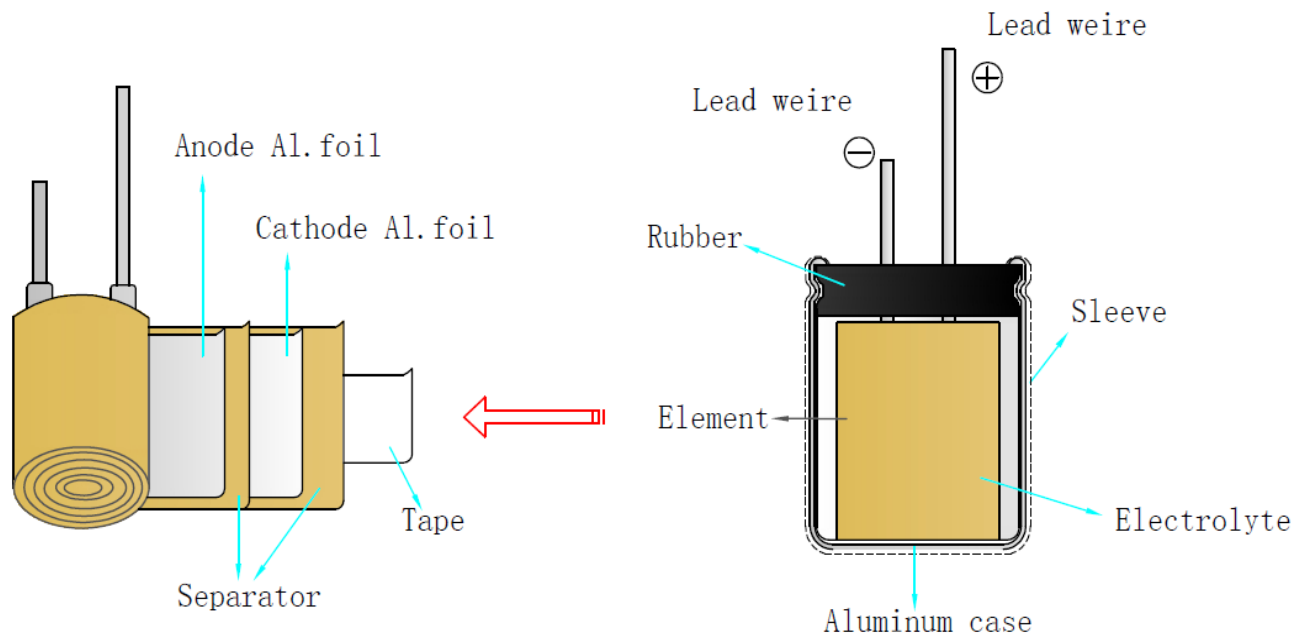 Anode Al.foil
Cathode Al.foil
Tape
Separator
Lead weire
⊕
Lead weire
⊖
Rubber
Sleeve
Element
Electrolyte
Aluminum case